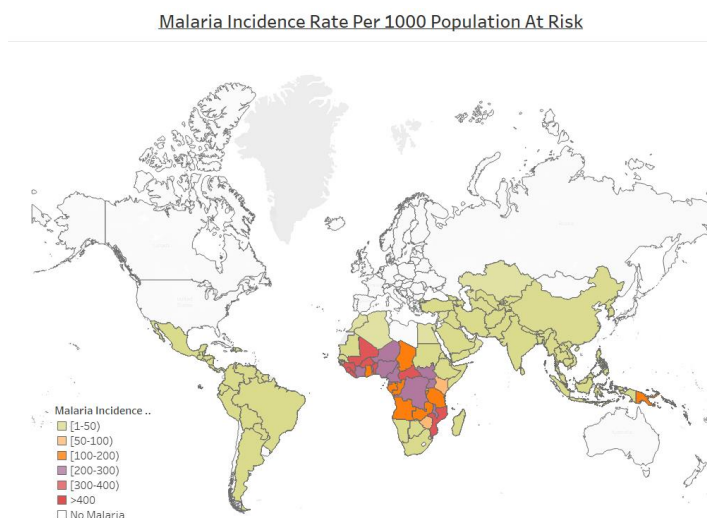 Malaria Incidence Rate Per 1000 Population At Risk
Malaria Incidence ..
[1-50)
[50-100)
[100-200)
[200-300)
[300-400)
>400
No Malaria